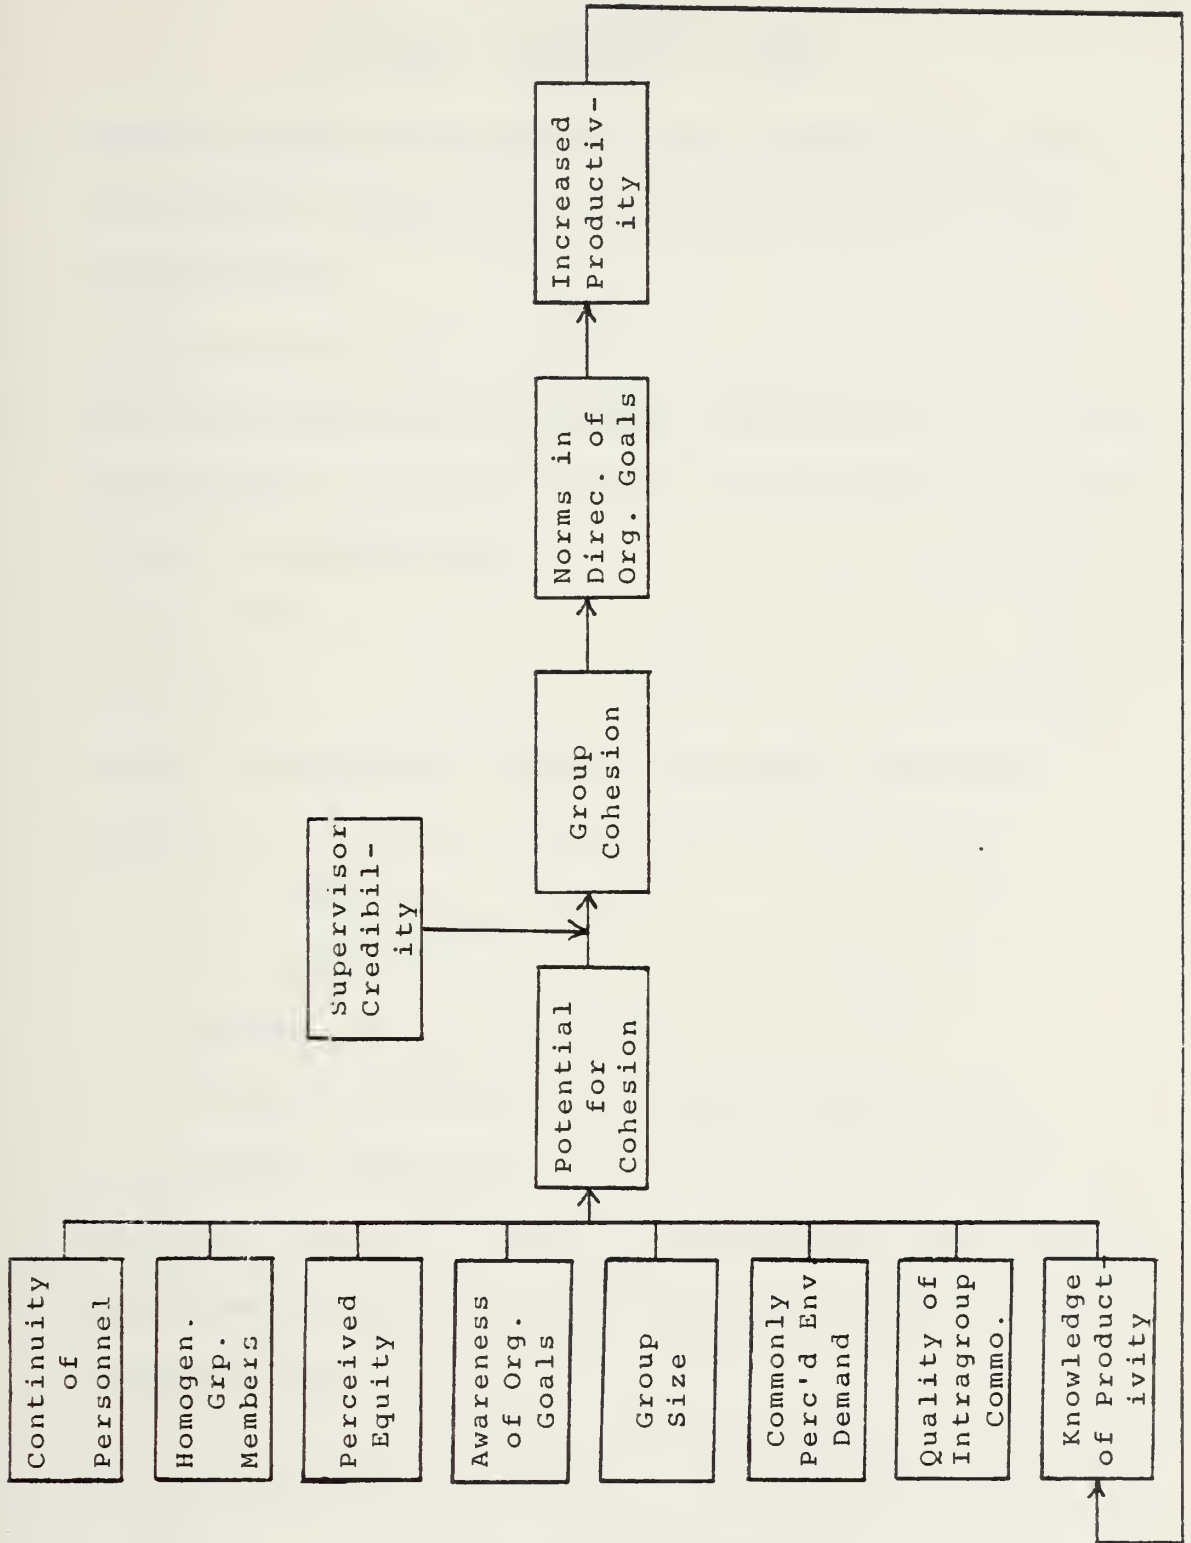 Continuity
of
Personnel
Homogen.
Grp.
Members
Perceived
Equity
Awareness
of Org.
Goals
Group
Size
Commonly
Perc'd Env
Demand
Quality of
Intragroup
Commo.
Knowledge
of Product
ivity
Potential
for
Cohesion
Supervisor
Credibil-
ity
Group
Cohesion
Norms in
Direc. of
Org. Goals
Increased
Productiv-
ity